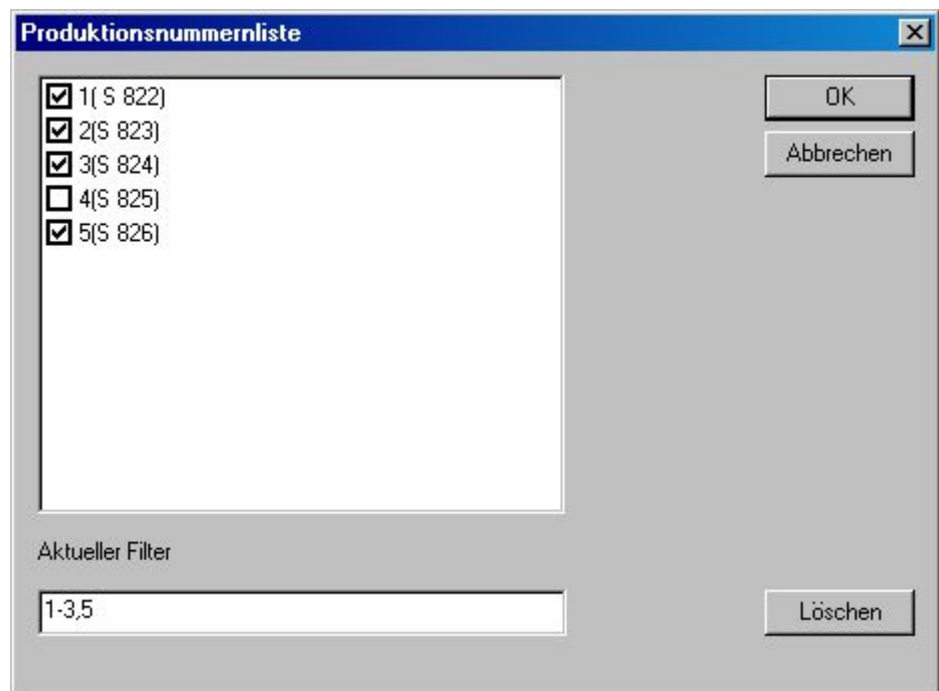 Produktionsnummernliste
1( S 822)
2(S 823)
3(S 824)
4(S 825)
5(S 826)
OK
Abbrechen
Aktueller Filter
1-3,5
Löschen